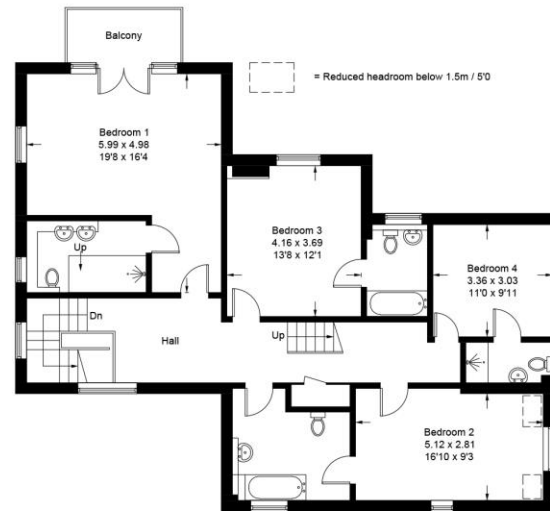 Balcony
= Reduced headroom below 1.5m / 5'0
Bedroom 1
5.99 x 4.98
19'8 x 16'4
Up
Bedroom 3
4.16 x 3.69
13'8 x 12'1
Bedroom 4
3.36 x 3.03
11'0 x 9'11
Dn
Hall
Up
Bedroom 2
5.12 x 2.81
16'10 x 9'3